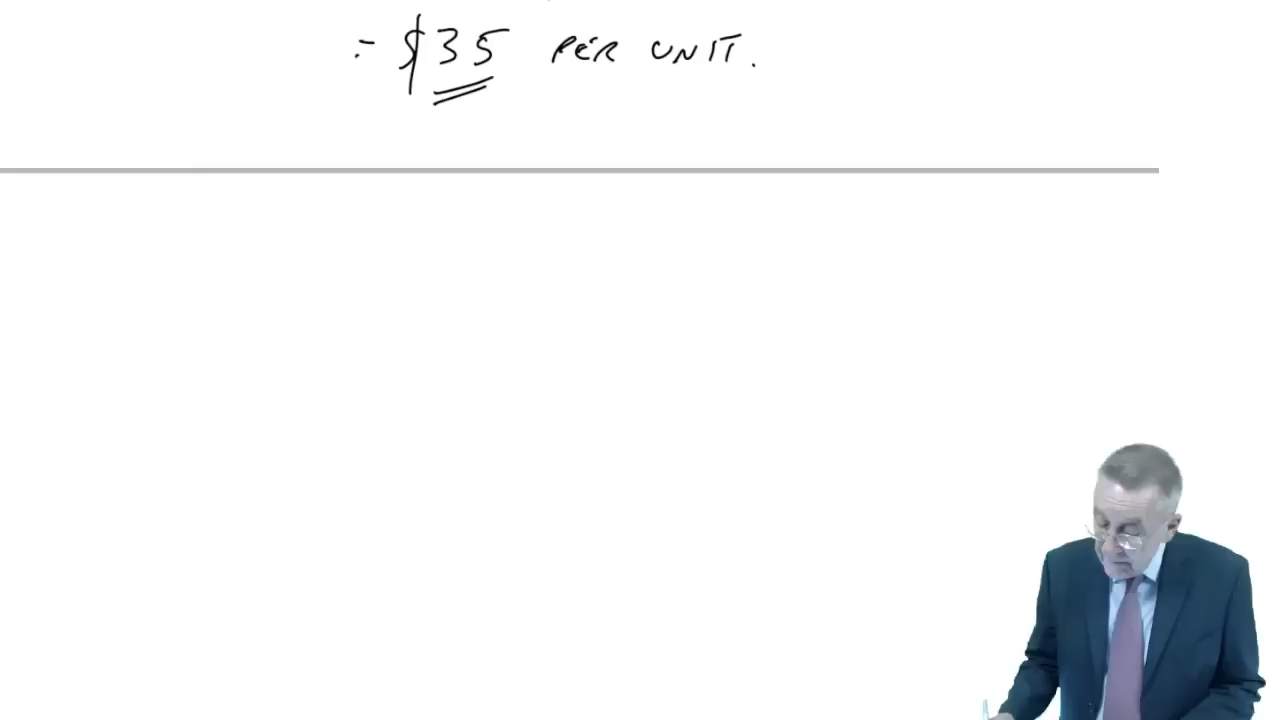 = $35 PER UNIT.